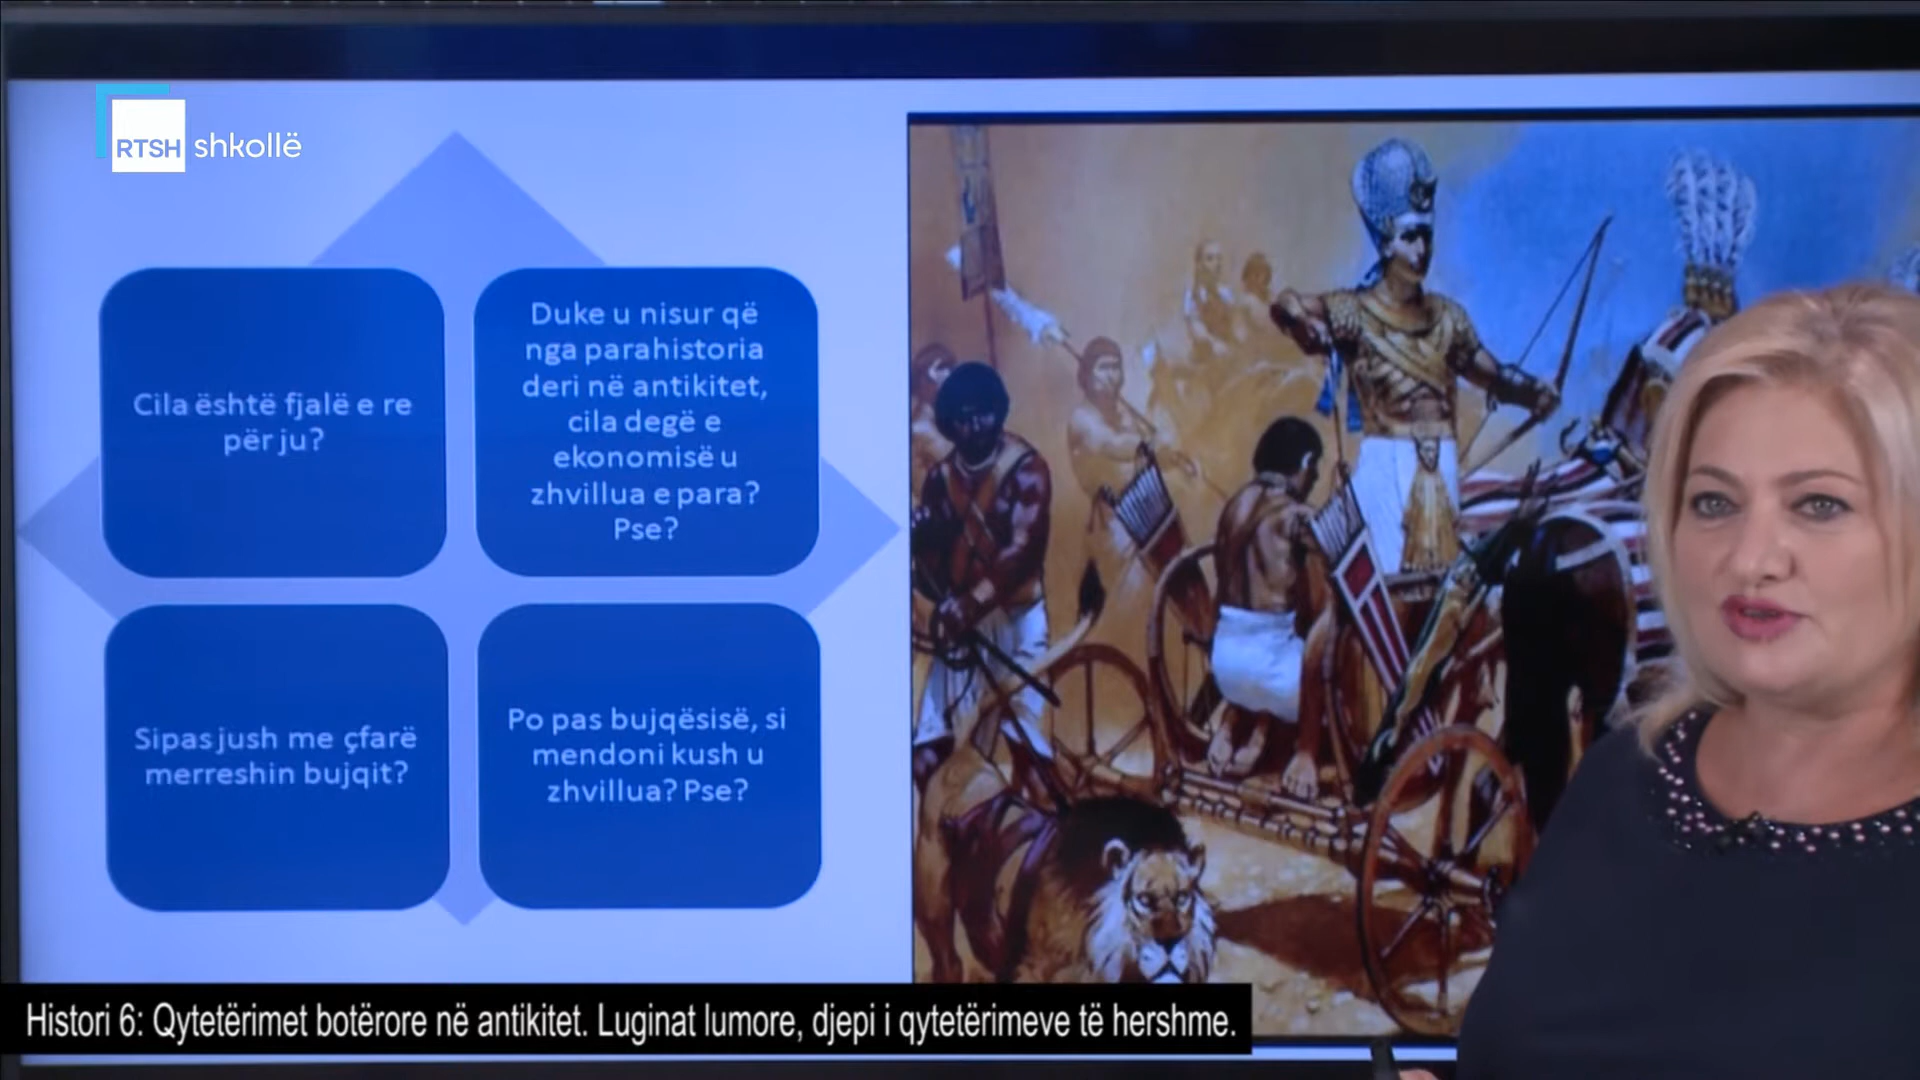 RTSH shkollë
Cila është fjalë e re
për ju?
Duke u nisur që
nga parahistoria
deri në antikitet,
cila degë e
ekonomisë u
zhvillua e para?
Pse?
Sipas jush me çfarë
merreshin bujqit?
Po pas bujqësisë, si
mendoni kush u
zhvillua? Pse?
Histori 6: Qytetërimet botërore në antikitet. Luginat lumore, djepi i qytetërimeve të hershme.